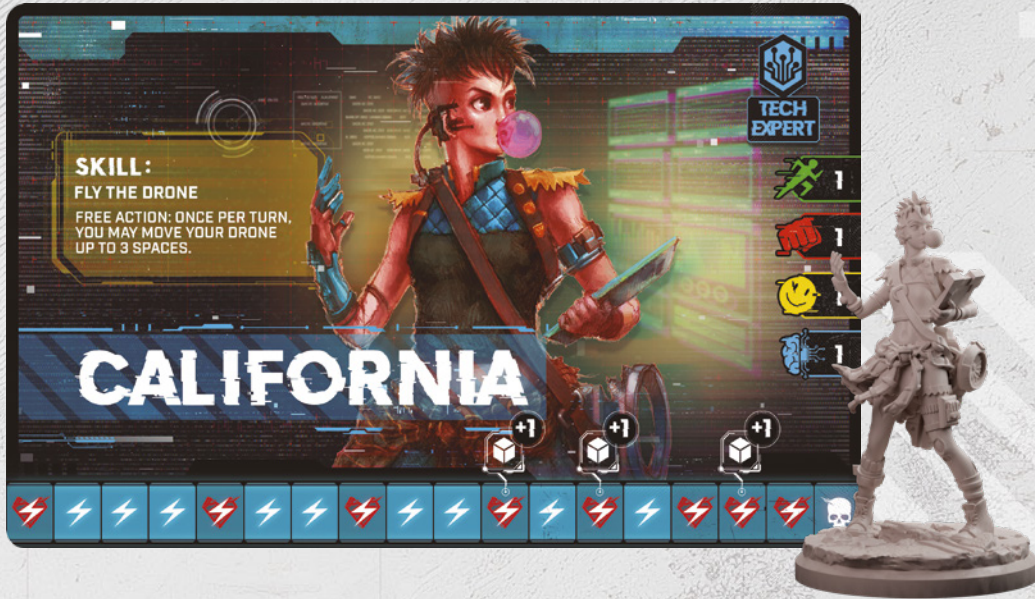 TECH
EXPERT
SKILL:
FLY THE DRONE
FREE ACTION: ONCE PER TURN,
YOU MAY MOVE YOUR DRONE
UP TO 3 SPACES.
1
1
1
CALIFORNIA
+1 +1 +1